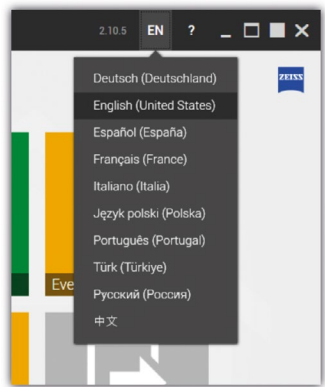 2.10.5 EN ?
ZEISS
Deutsch (Deutschland)
English (United States)
Español (España)
Français (France)
Italiano (Italia)
Język polski (Polska)
Português (Portugal)
Türk (Türkiye)
Русский (Россия)
中文
Eve